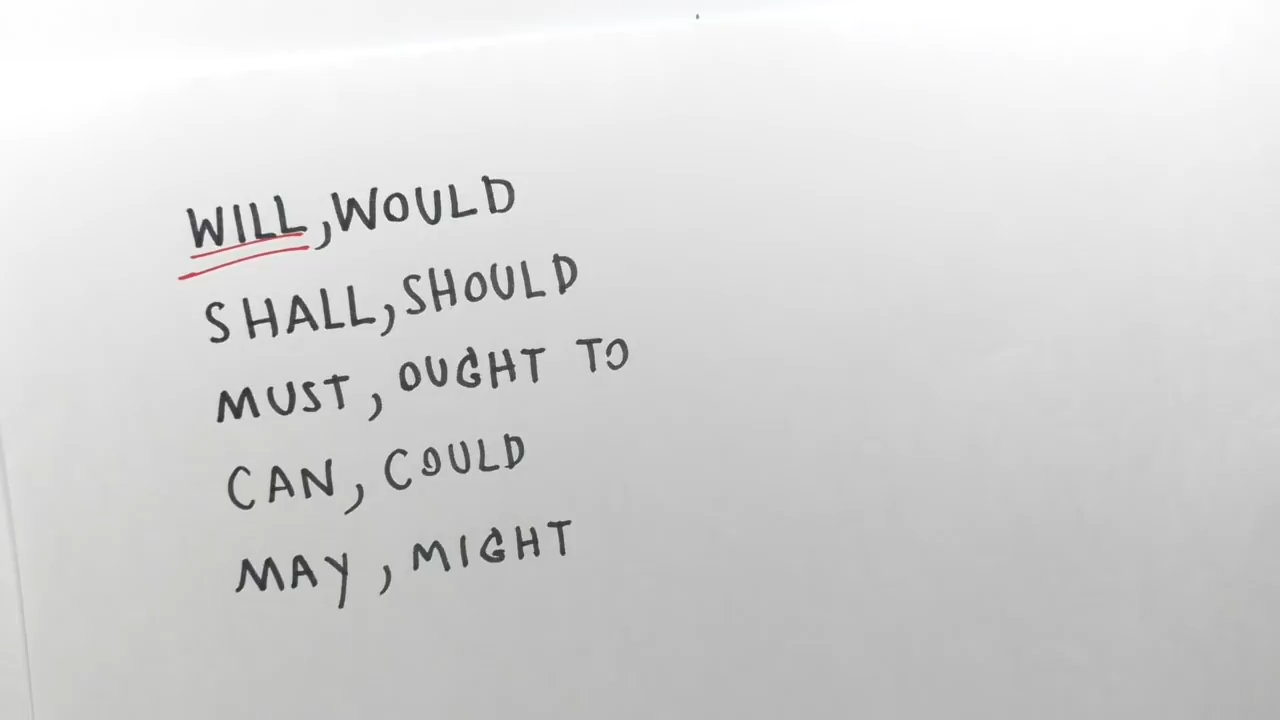 WILL, WOULD
SHALL, SHOULD
MUST, OUGHT TO
CAN, COULD
MAY, MIGHT